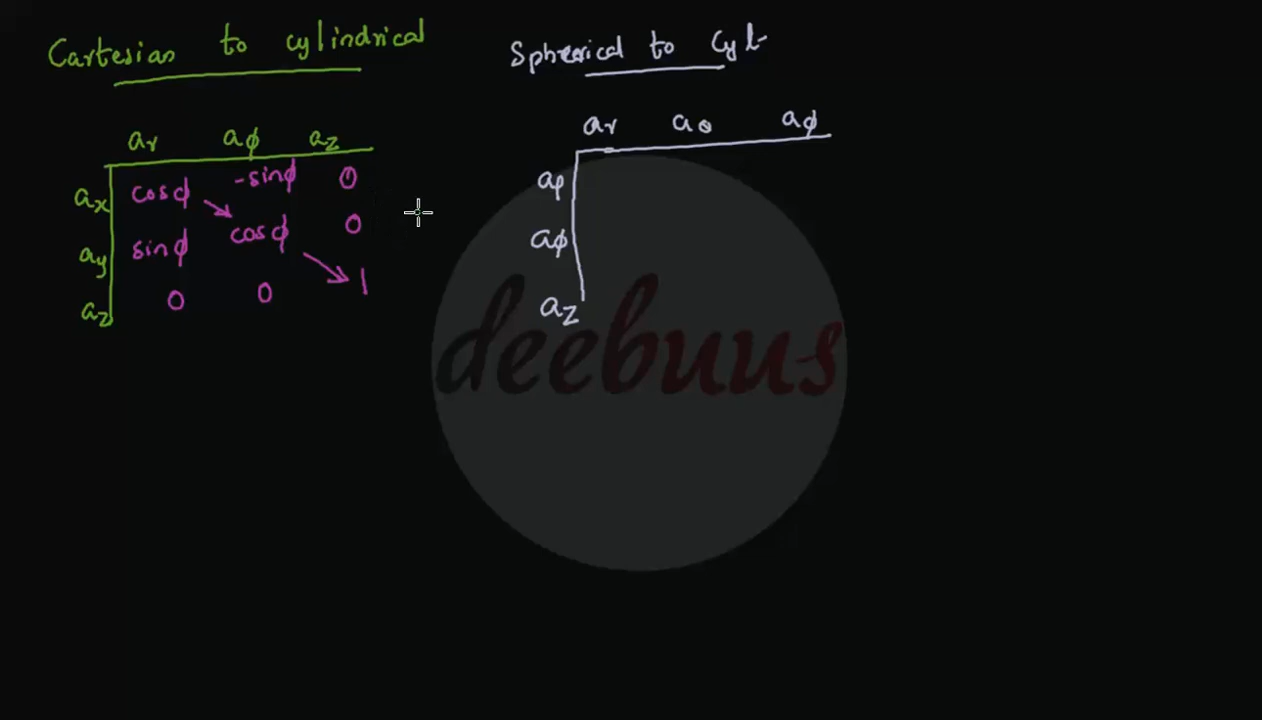 Cartesian to cylindrical
ar aϕ az
ax cosϕ -sinϕ 0
ay sinϕ cosϕ 0
az 0 0 1
Spherical to Cyl-
ar aθ aϕ
aρ
aϕ
az
deebuus